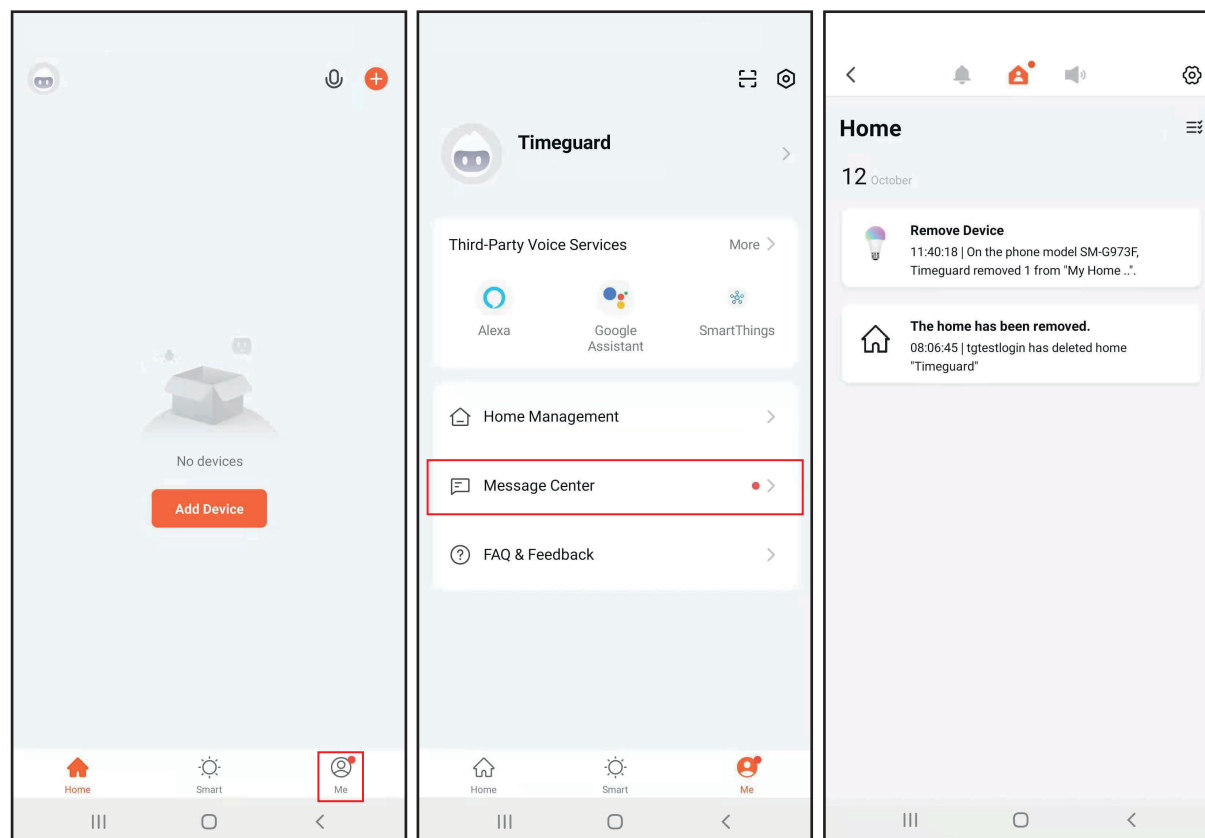 No devices
Add Device
Home
Smart
Me
Timeguard
Third-Party Voice Services
More
Alexa
Google
Assistant
SmartThings
Home Management
Message Center
FAQ & Feedback
Home
Smart
Me
Home
12 October
Remove Device
11:40:18 | On the phone model SM-G973F,
Timeguard removed 1 from "My Home ..".
The home has been removed.
08:06:45 | tgtestlogin has deleted home
"Timeguard"